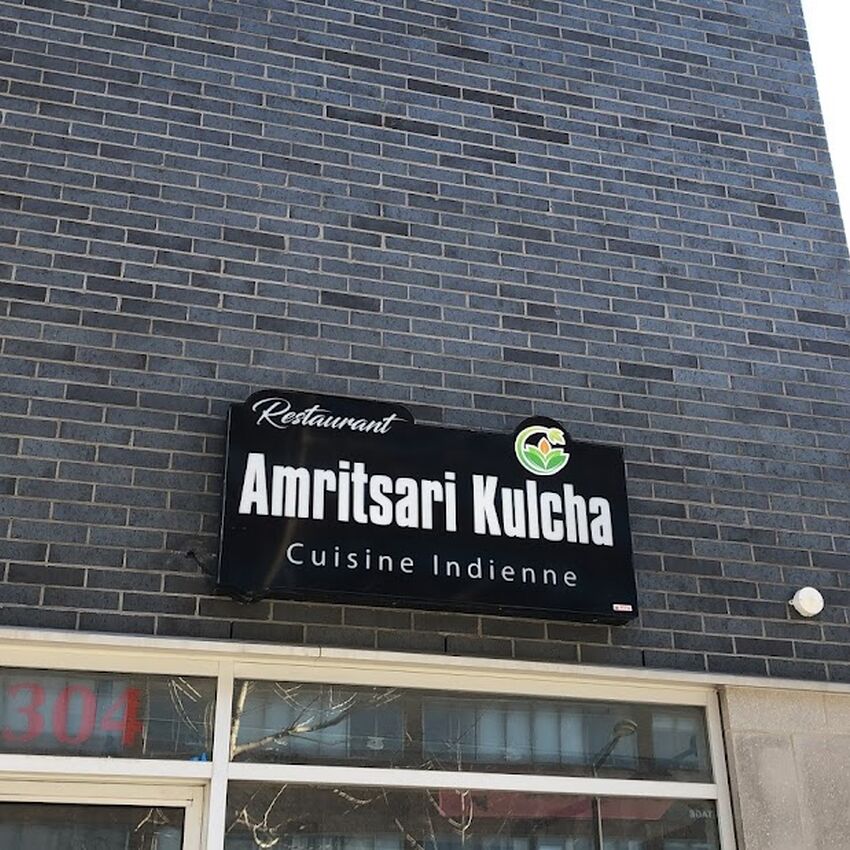 Restaurant
Amritsari Kulcha
Cuisine Indienne
304